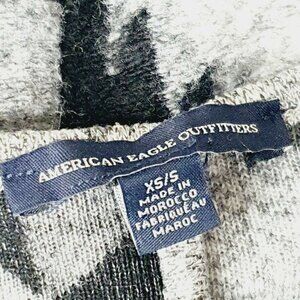 AMERICAN EAGLE OUTFITTERS
XS/S
MADE IN
MOROCCO
FABRIQUÉ AU
MAROC